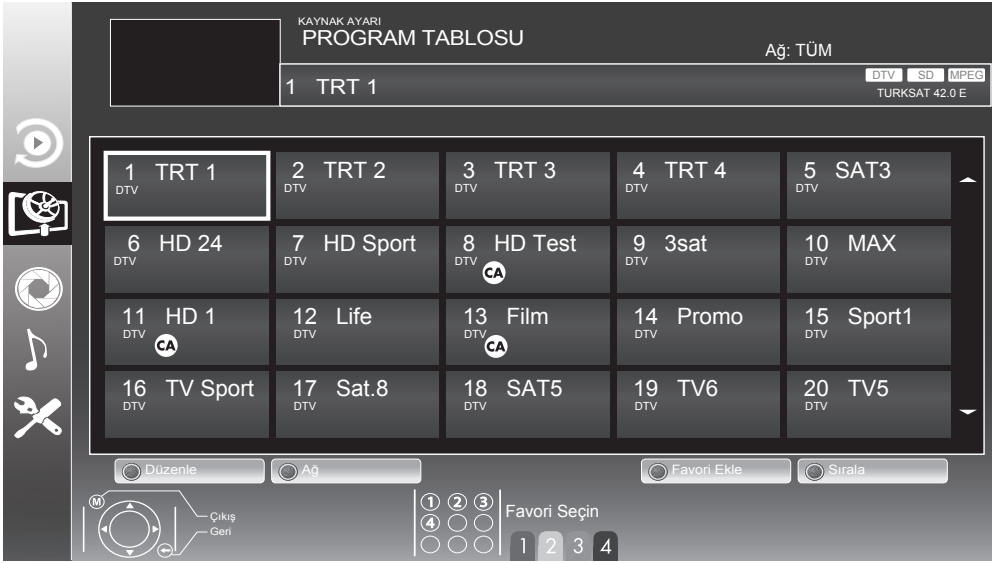 KAYNAK AYARI
PROGRAM TABLOSU
Ağ: TÜM
1 TRT 1
DTV SD MPEG
TURKSAT 42.0 E
1 TRT 1 DTV
2 TRT 2 DTV
3 TRT 3 DTV
4 TRT 4 DTV
5 SAT3 DTV
6 HD 24 DTV
7 HD Sport DTV
8 HD Test DTV CA
9 3sat DTV
10 MAX DTV
11 HD 1 DTV CA
12 Life DTV
13 Film DTV CA
14 Promo DTV
15 Sport1 DTV
16 TV Sport DTV
17 Sat.8 DTV
18 SAT5 DTV
19 TV6 DTV
20 TV5 DTV
Düzenle
Ağ
Favori Ekle
Sırala
M
Çıkış
Geri
1 2 3
4
Favori Seçin
1 2 3 4